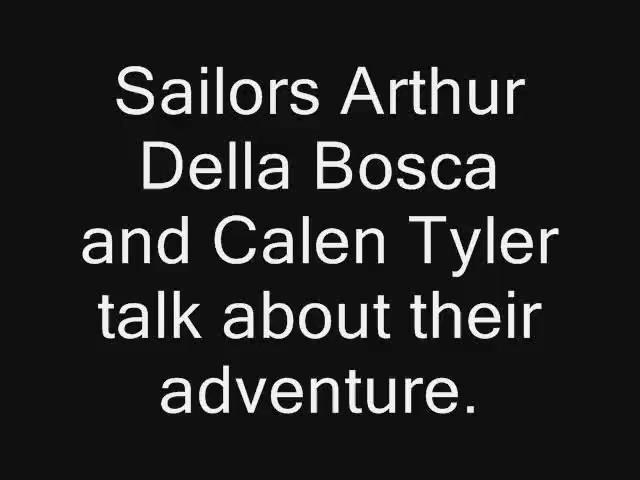 Sailors Arthur
Della Bosca
and Calen Tyler
talk about their
adventure.